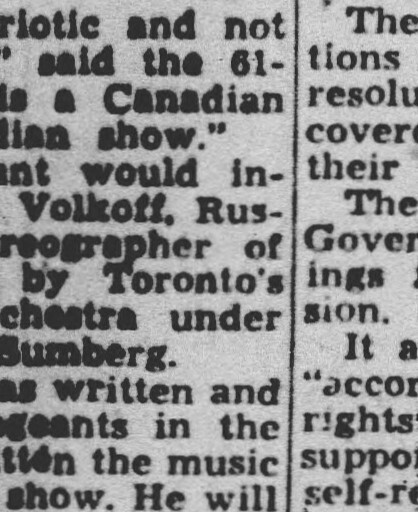 riotic and not
" said the 61-
is a Canadian
dian show."
ant would in-
Volkoff, Rus-
reographer of
by Toronto's
chestra under
Sumberg.
as written and
ageants in the
itten the music
show. He will
The
tions
resolu
covere
their
The
Gover
ings
sion.
It a
"accor
rights
suppor
self-re